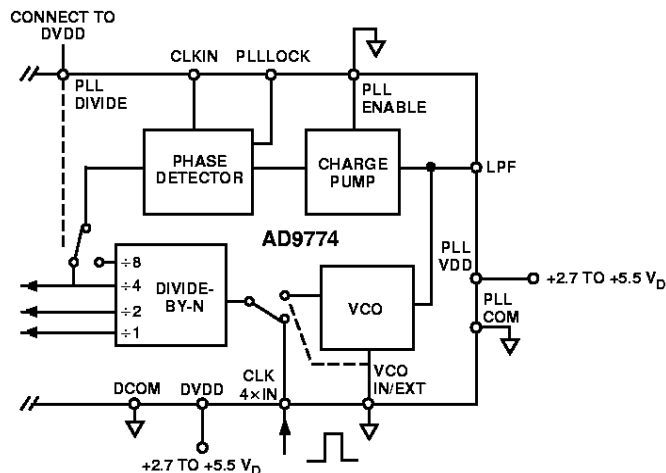 CONNECT TO
DVDD
CLKIN
PLLLOCK
PLL
DIVIDE
PLL
ENABLE
PHASE
DETECTOR
CHARGE
PUMP
LPF
AD9774
÷8
÷4
÷2
÷1
DIVIDE-
BY-N
VCO
PLL
VDD
+2.7 TO +5.5 VD
PLL
COM
DCOM
DVDD
CLK
4×IN
VCO
IN/EXT
+2.7 TO +5.5 VD